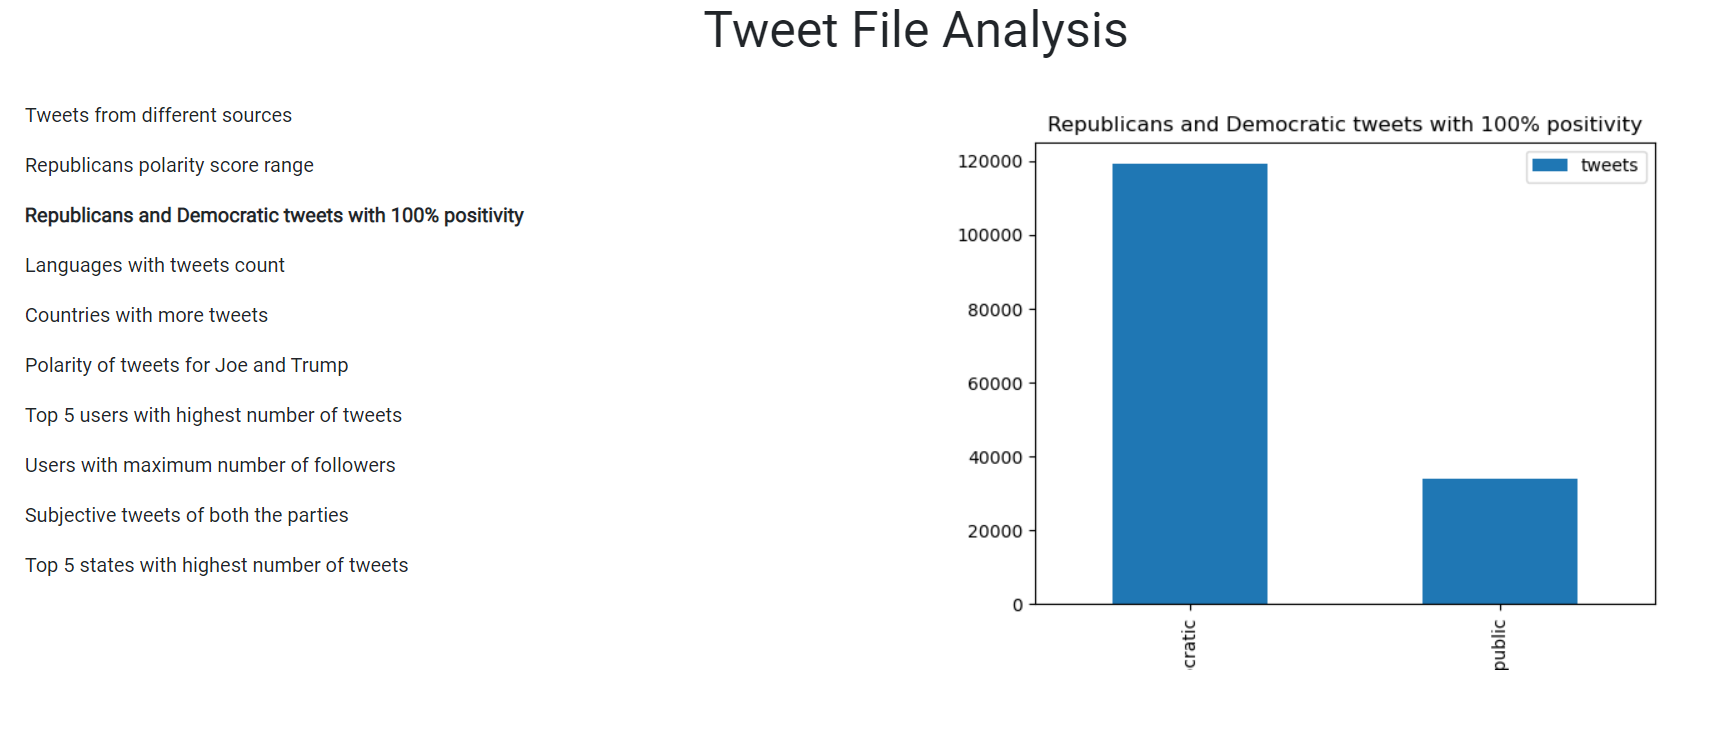 Tweet File Analysis
Tweets from different sources
Republicans polarity score range
Republicans and Democratic tweets with 100% positivity
Languages with tweets count
Countries with more tweets
Polarity of tweets for Joe and Trump
Top 5 users with highest number of tweets
Users with maximum number of followers
Subjective tweets of both the parties
Top 5 states with highest number of tweets
Republicans and Democratic tweets with 100% positivity
tweets
120000
100000
80000
60000
40000
20000
0
cratic
public